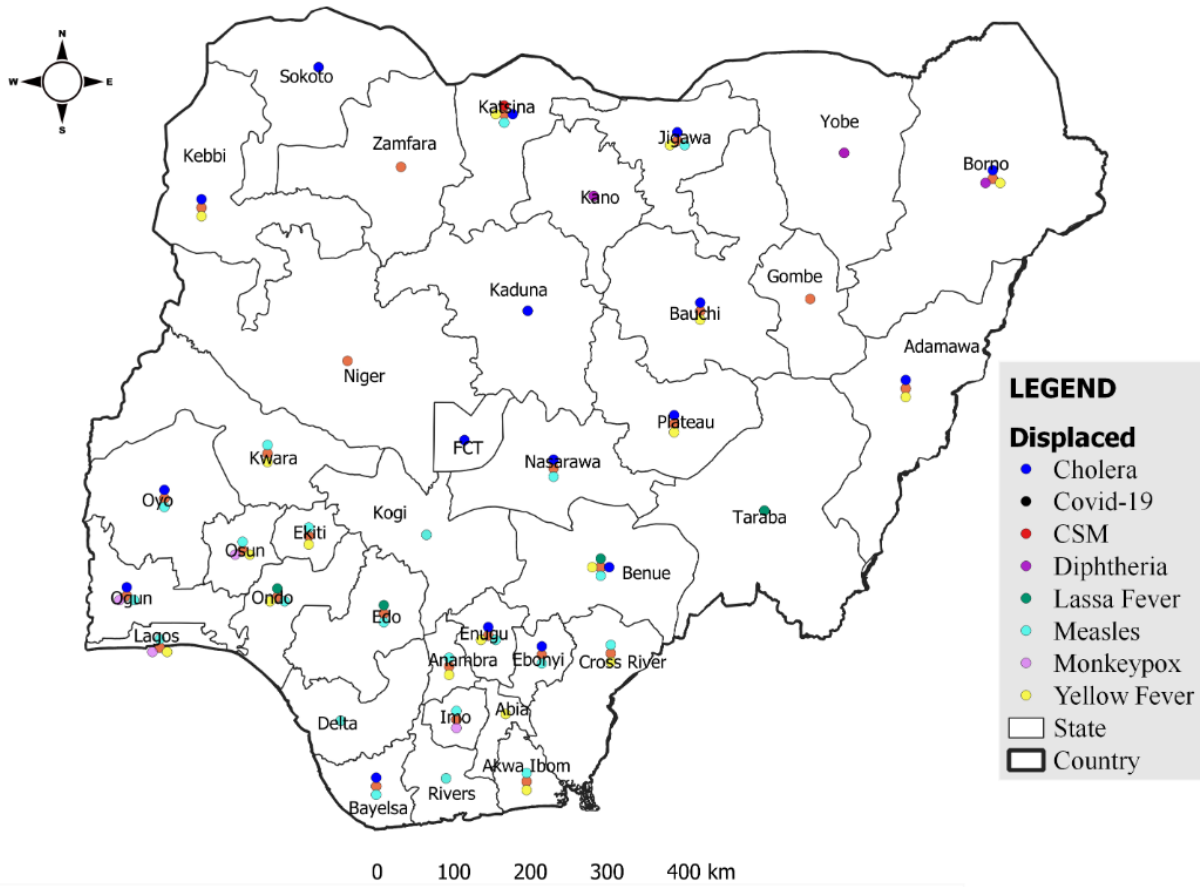 N
W E
S
Sokoto
Katsina
Zamfara
Jigawa
Yobe
Kebbi
Borno
Kano
Gombe
Kaduna
Bauchi
Adamawa
Niger
Plateau
FCT
Kwara
Nasarawa
Oyo
Kogi
Taraba
Ekiti
Osun
Benue
Ogun
Ondo
Edo
Lagos
Enugu
Anambra
Ebonyi
Cross River
Delta
Imo
Abia
Akwa Ibom
Rivers
Bayelsa
LEGEND
Displaced
Cholera
Covid-19
CSM
Diphtheria
Lassa Fever
Measles
Monkeypox
Yellow Fever
State
Country
0 100 200 300 400 km